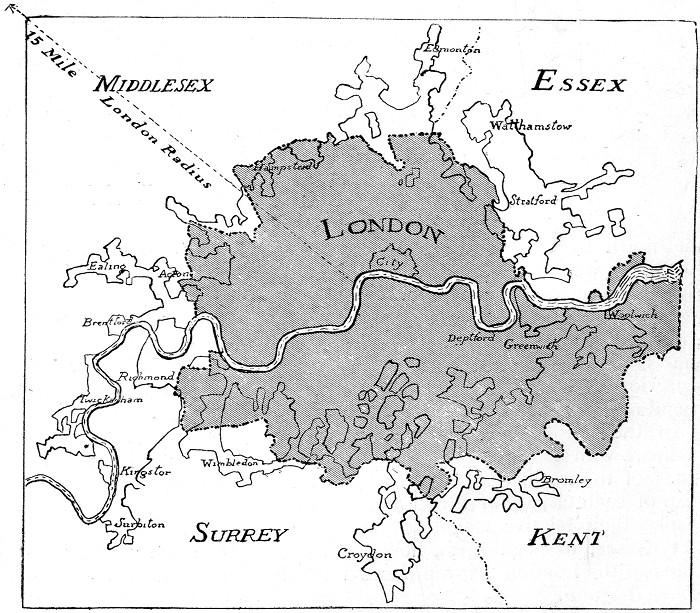 Edmonton
15 Mile
London Radius
MIDDLESEX
ESSEX
Walthamstow
Hampstead
Stratford
LONDON
City
Ealing
Acton
Brentford
Woolwich
Deptford
Greenwich
Richmond
Twickenham
Wimbledon
Kingston
Bromley
Surbiton
SURREY
KENT
Croydon